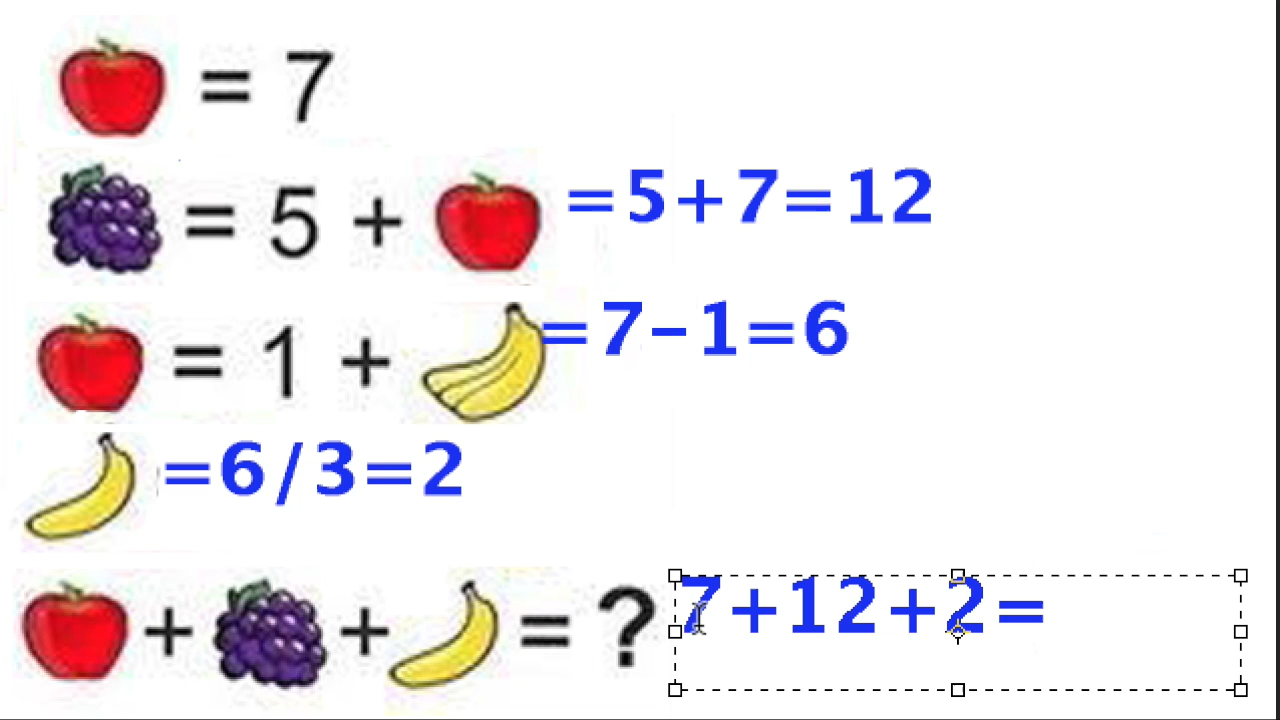 = 7
= 5 + =5+7=12
= 1 + =7-1=6
=6/3=2
+ + = ? 7+12+2=